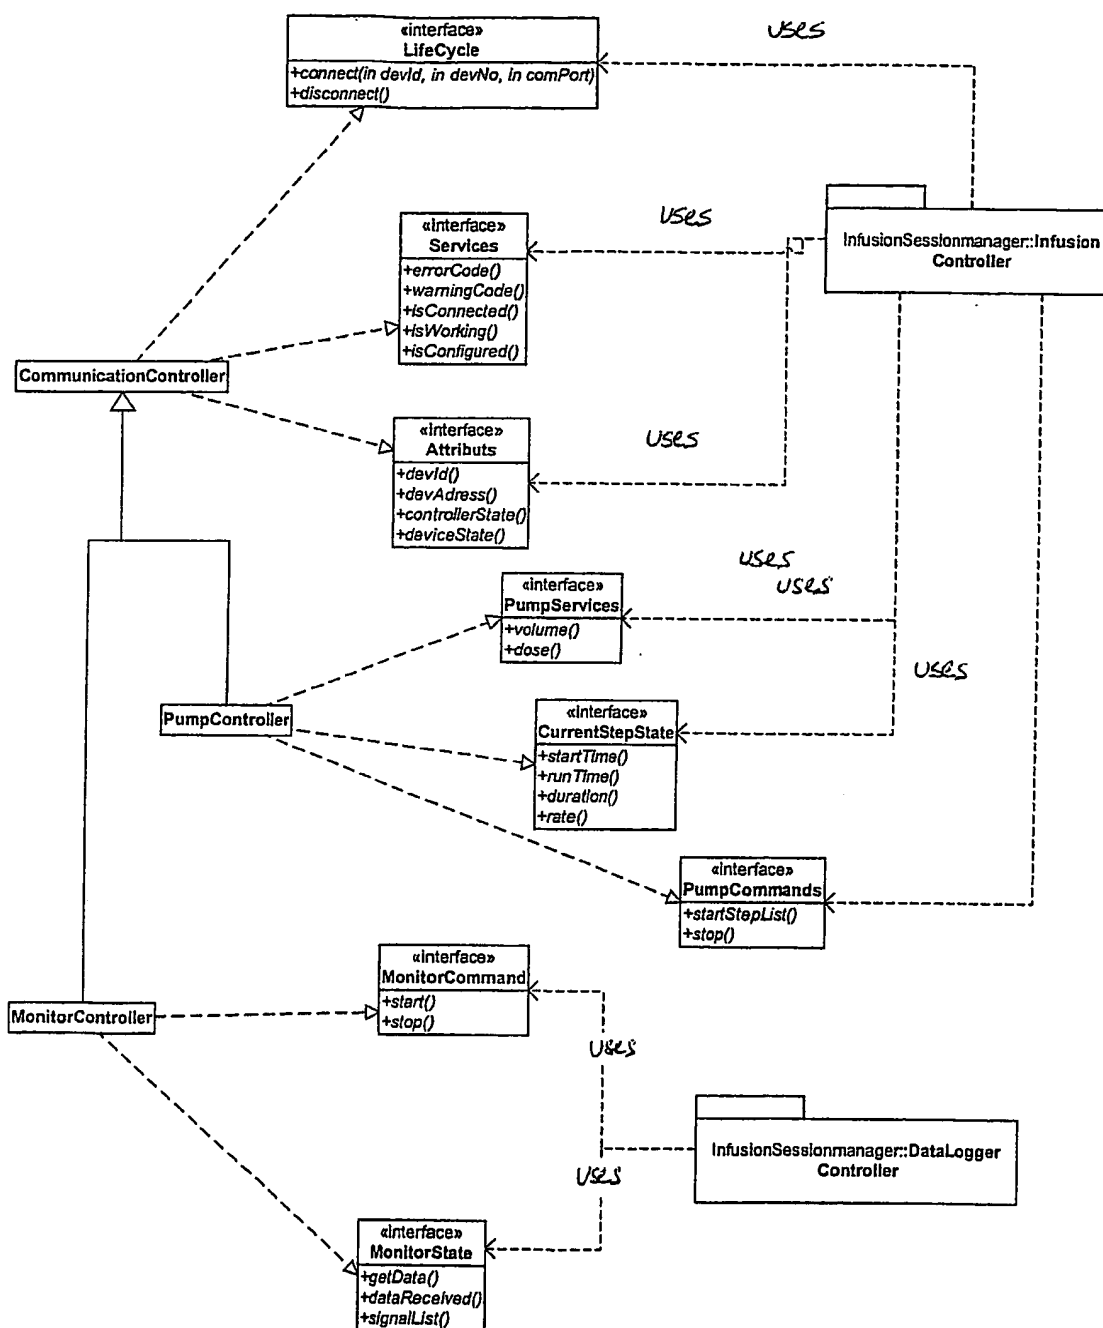 «interface»
LifeCycle
+connect(in devId, in devNo, in comPort)
+disconnect()
uses
«interface»
Services
+errorCode()
+warningCode()
+isConnected()
+isWorking()
+isConfigured()
uses
InfusionSessionmanager::Infusion
Controller
CommunicationController
«interface»
Attributs
+devId()
+devAdress()
+controllerState()
+deviceState()
uses
uses
uses
«interface»
PumpServices
+volume()
+dose()
uses
PumpController
«interface»
CurrentStepState
+startTime()
+runTime()
+duration()
+rate()
«interface»
PumpCommands
+startStepList()
+stop()
«interface»
MonitorCommand
+start()
+stop()
MonitorController
uses
InfusionSessionmanager::DataLogger
Controller
uses
«interface»
MonitorState
+getData()
+dataReceived()
+signalList()